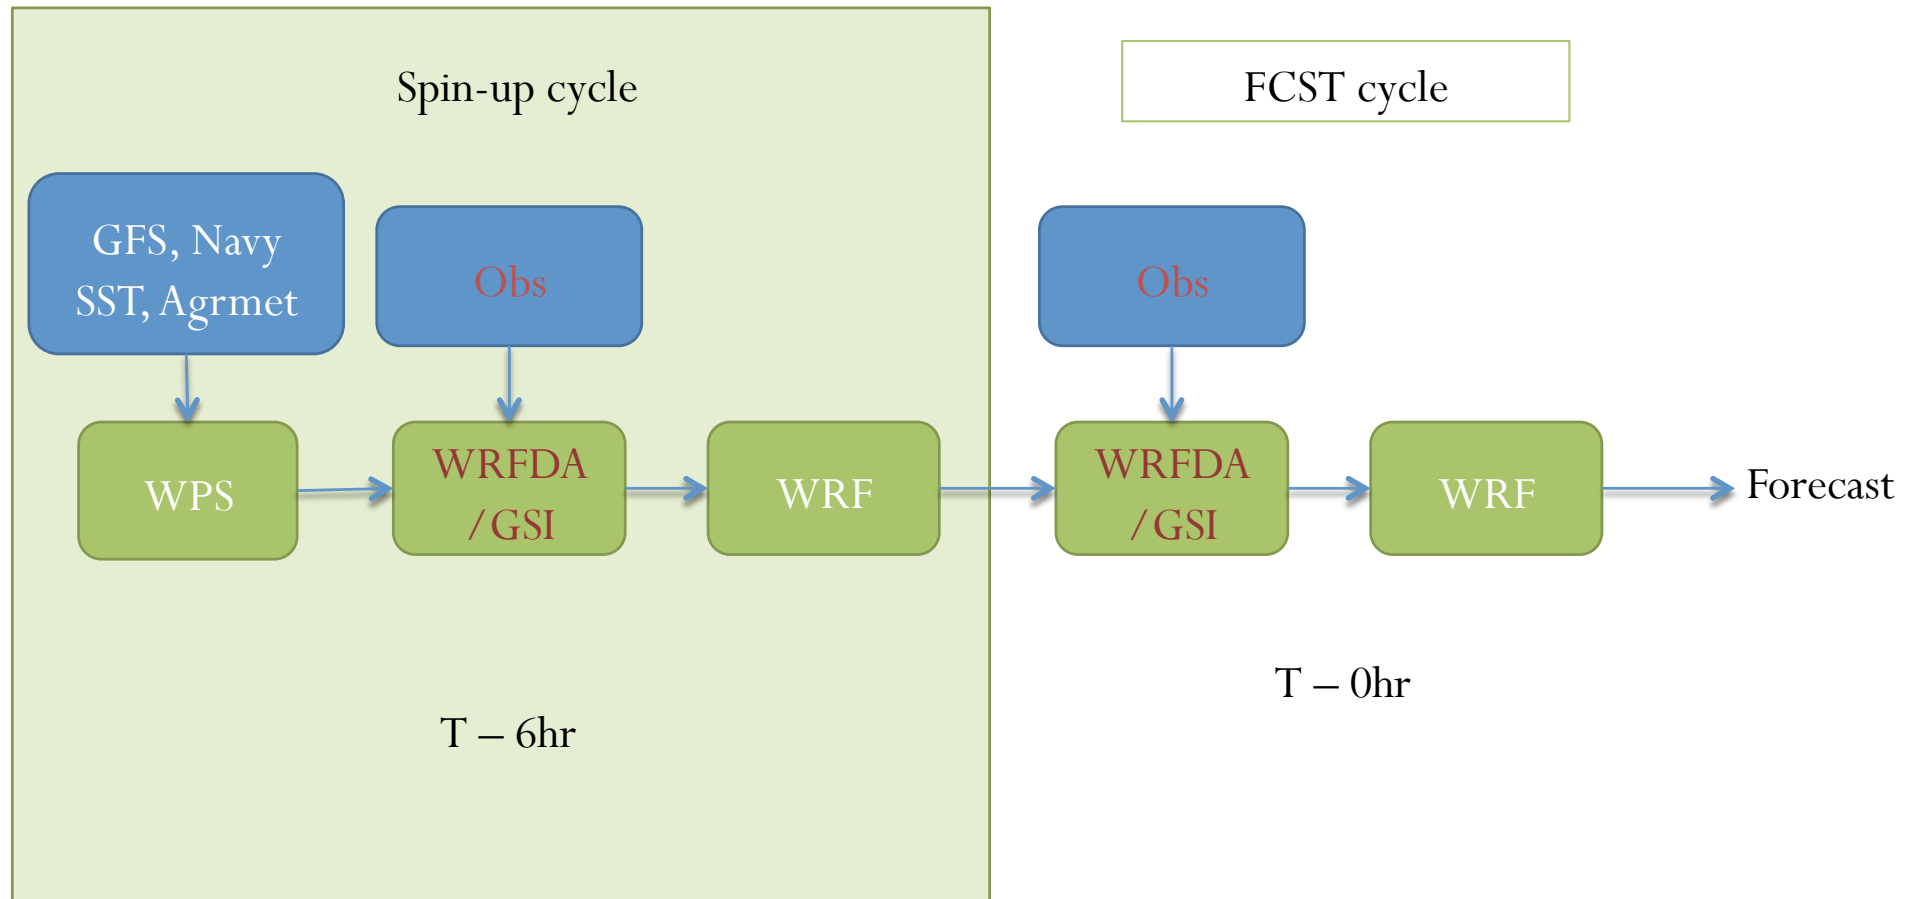 Spin-up cycle
FCST cycle
GFS, Navy
SST, Agrmet
Obs
Obs
WPS
WRFDA
/GSI
WRF
WRFDA
/GSI
WRF
Forecast
T – 6hr
T – 0hr